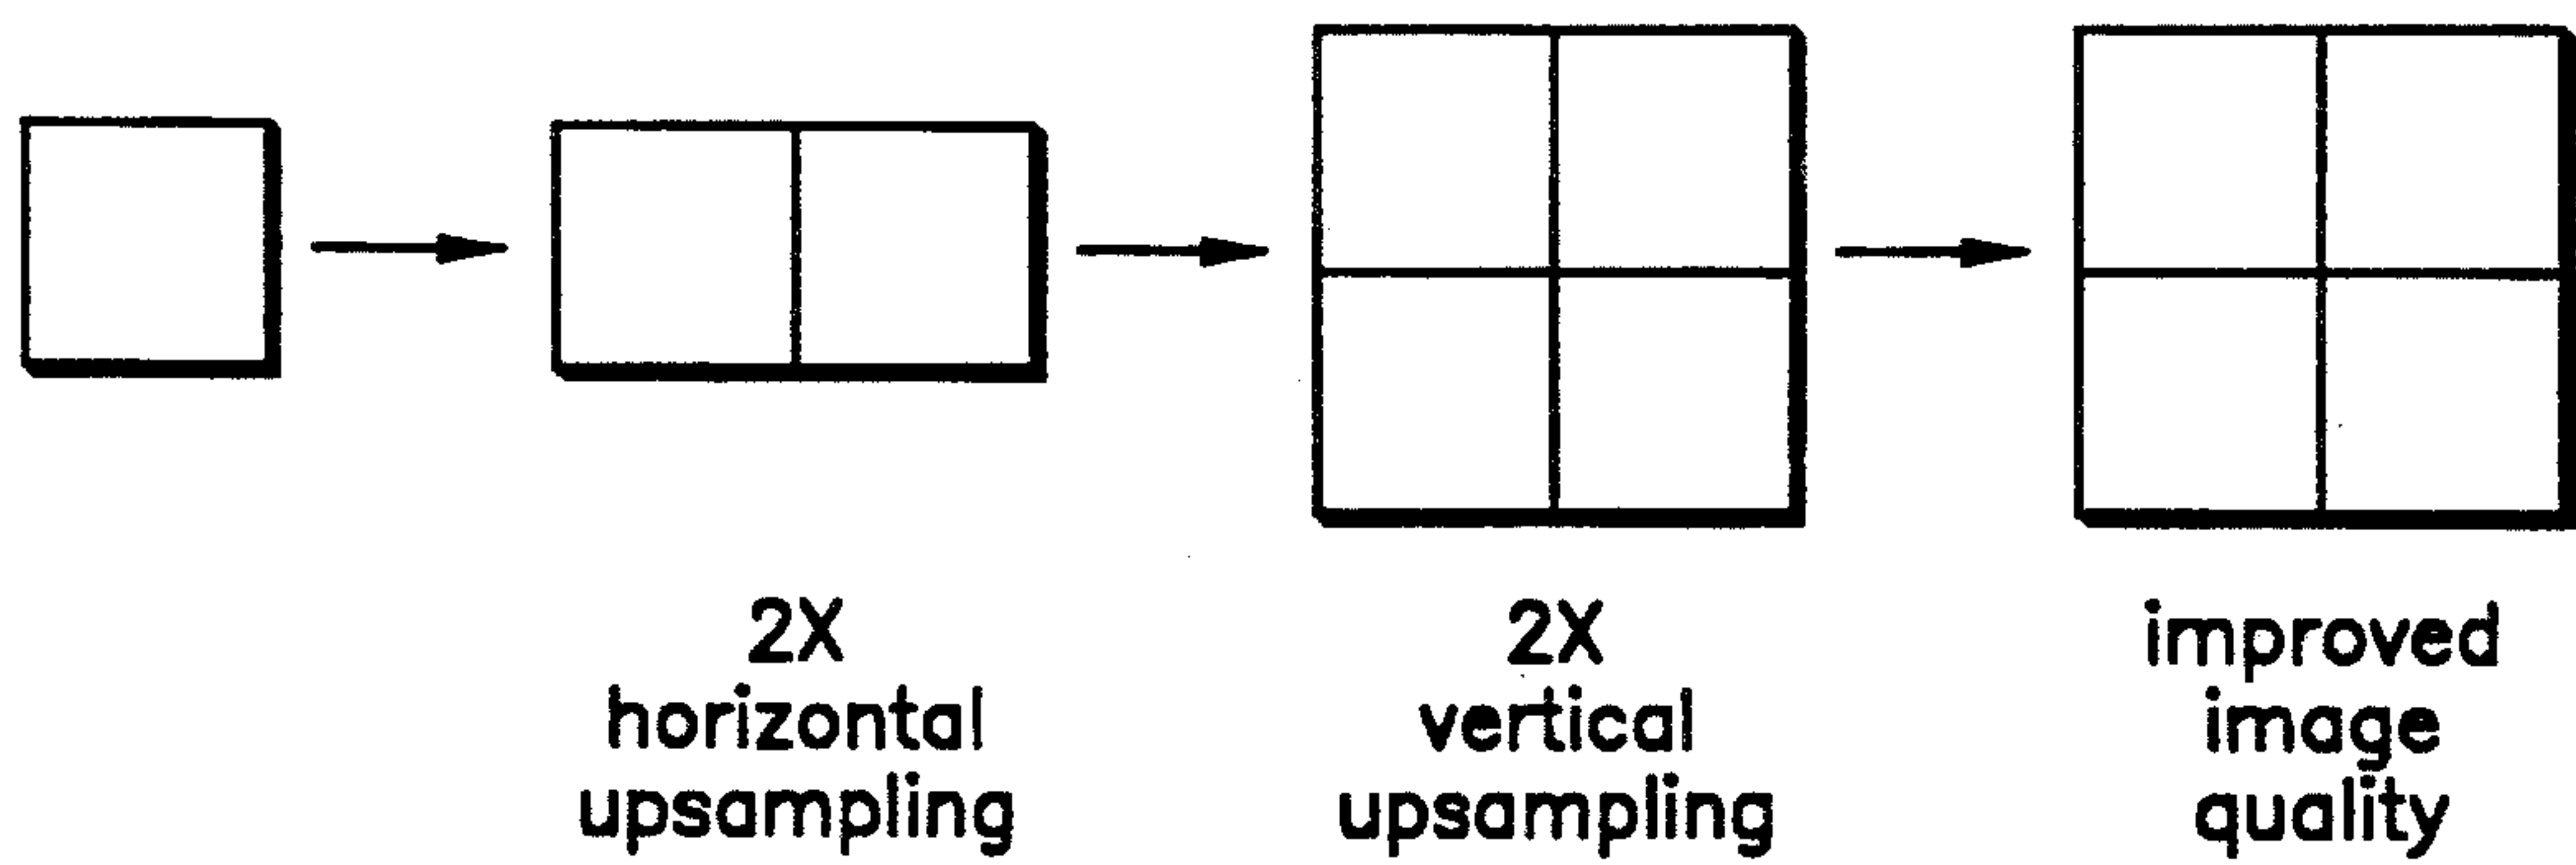 2X
horizontal
upsampling
2X
vertical
upsampling
improved
image
quality